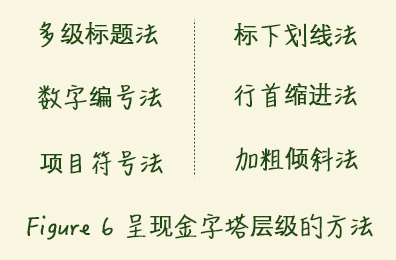 多级标题法
标下划线法
数字编号法
行首缩进法
项目符号法
加粗倾斜法
Figure 6 呈现金字塔层级的方法